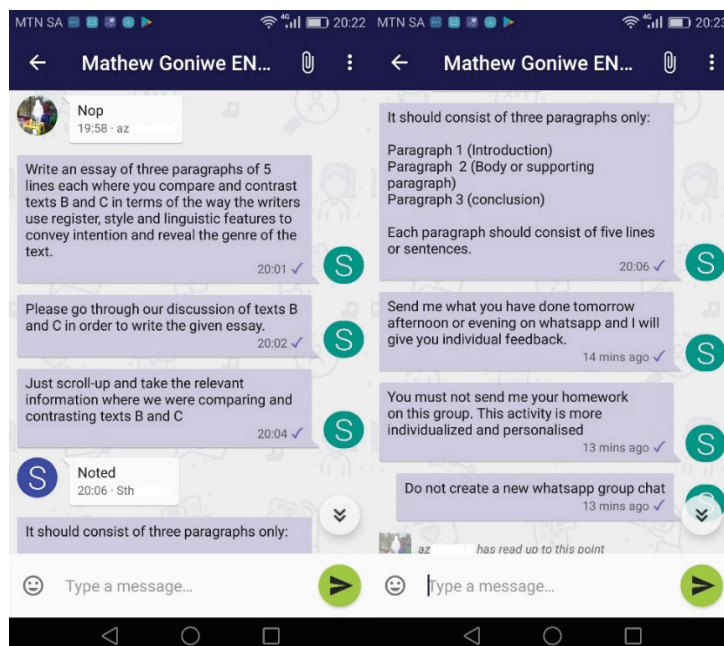 MTN SA
4G
20:22
Mathew Goniwe EN...
Nop
19:58 · az
Write an essay of three paragraphs of 5
lines each where you compare and contrast
texts B and C in terms of the way the writers
use register, style and linguistic features to
convey intention and reveal the genre of the
text.
20:01
S
Please go through our discussion of texts B
and C in order to write the given essay.
20:02
S
Just scroll-up and take the relevant
information where we were comparing and
contrasting texts B and C
20:04
S
S
Noted
20:06 · Sth
It should consist of three paragraphs only:
Type a message...
MTN SA
4G
20:23
Mathew Goniwe EN...
It should consist of three paragraphs only:
Paragraph 1 (Introduction)
Paragraph 2 (Body or supporting
paragraph)
Paragraph 3 (conclusion)
Each paragraph should consist of five lines
or sentences.
20:06
S
Send me what you have done tomorrow
afternoon or evening on whatsapp and I will
give you individual feedback.
14 mins ago
S
You must not send me your homework
on this group. This activity is more
individualized and personalised
13 mins ago
S
Do not create a new whatsapp group chat
13 mins ago
az has read up to this point
Type a message...